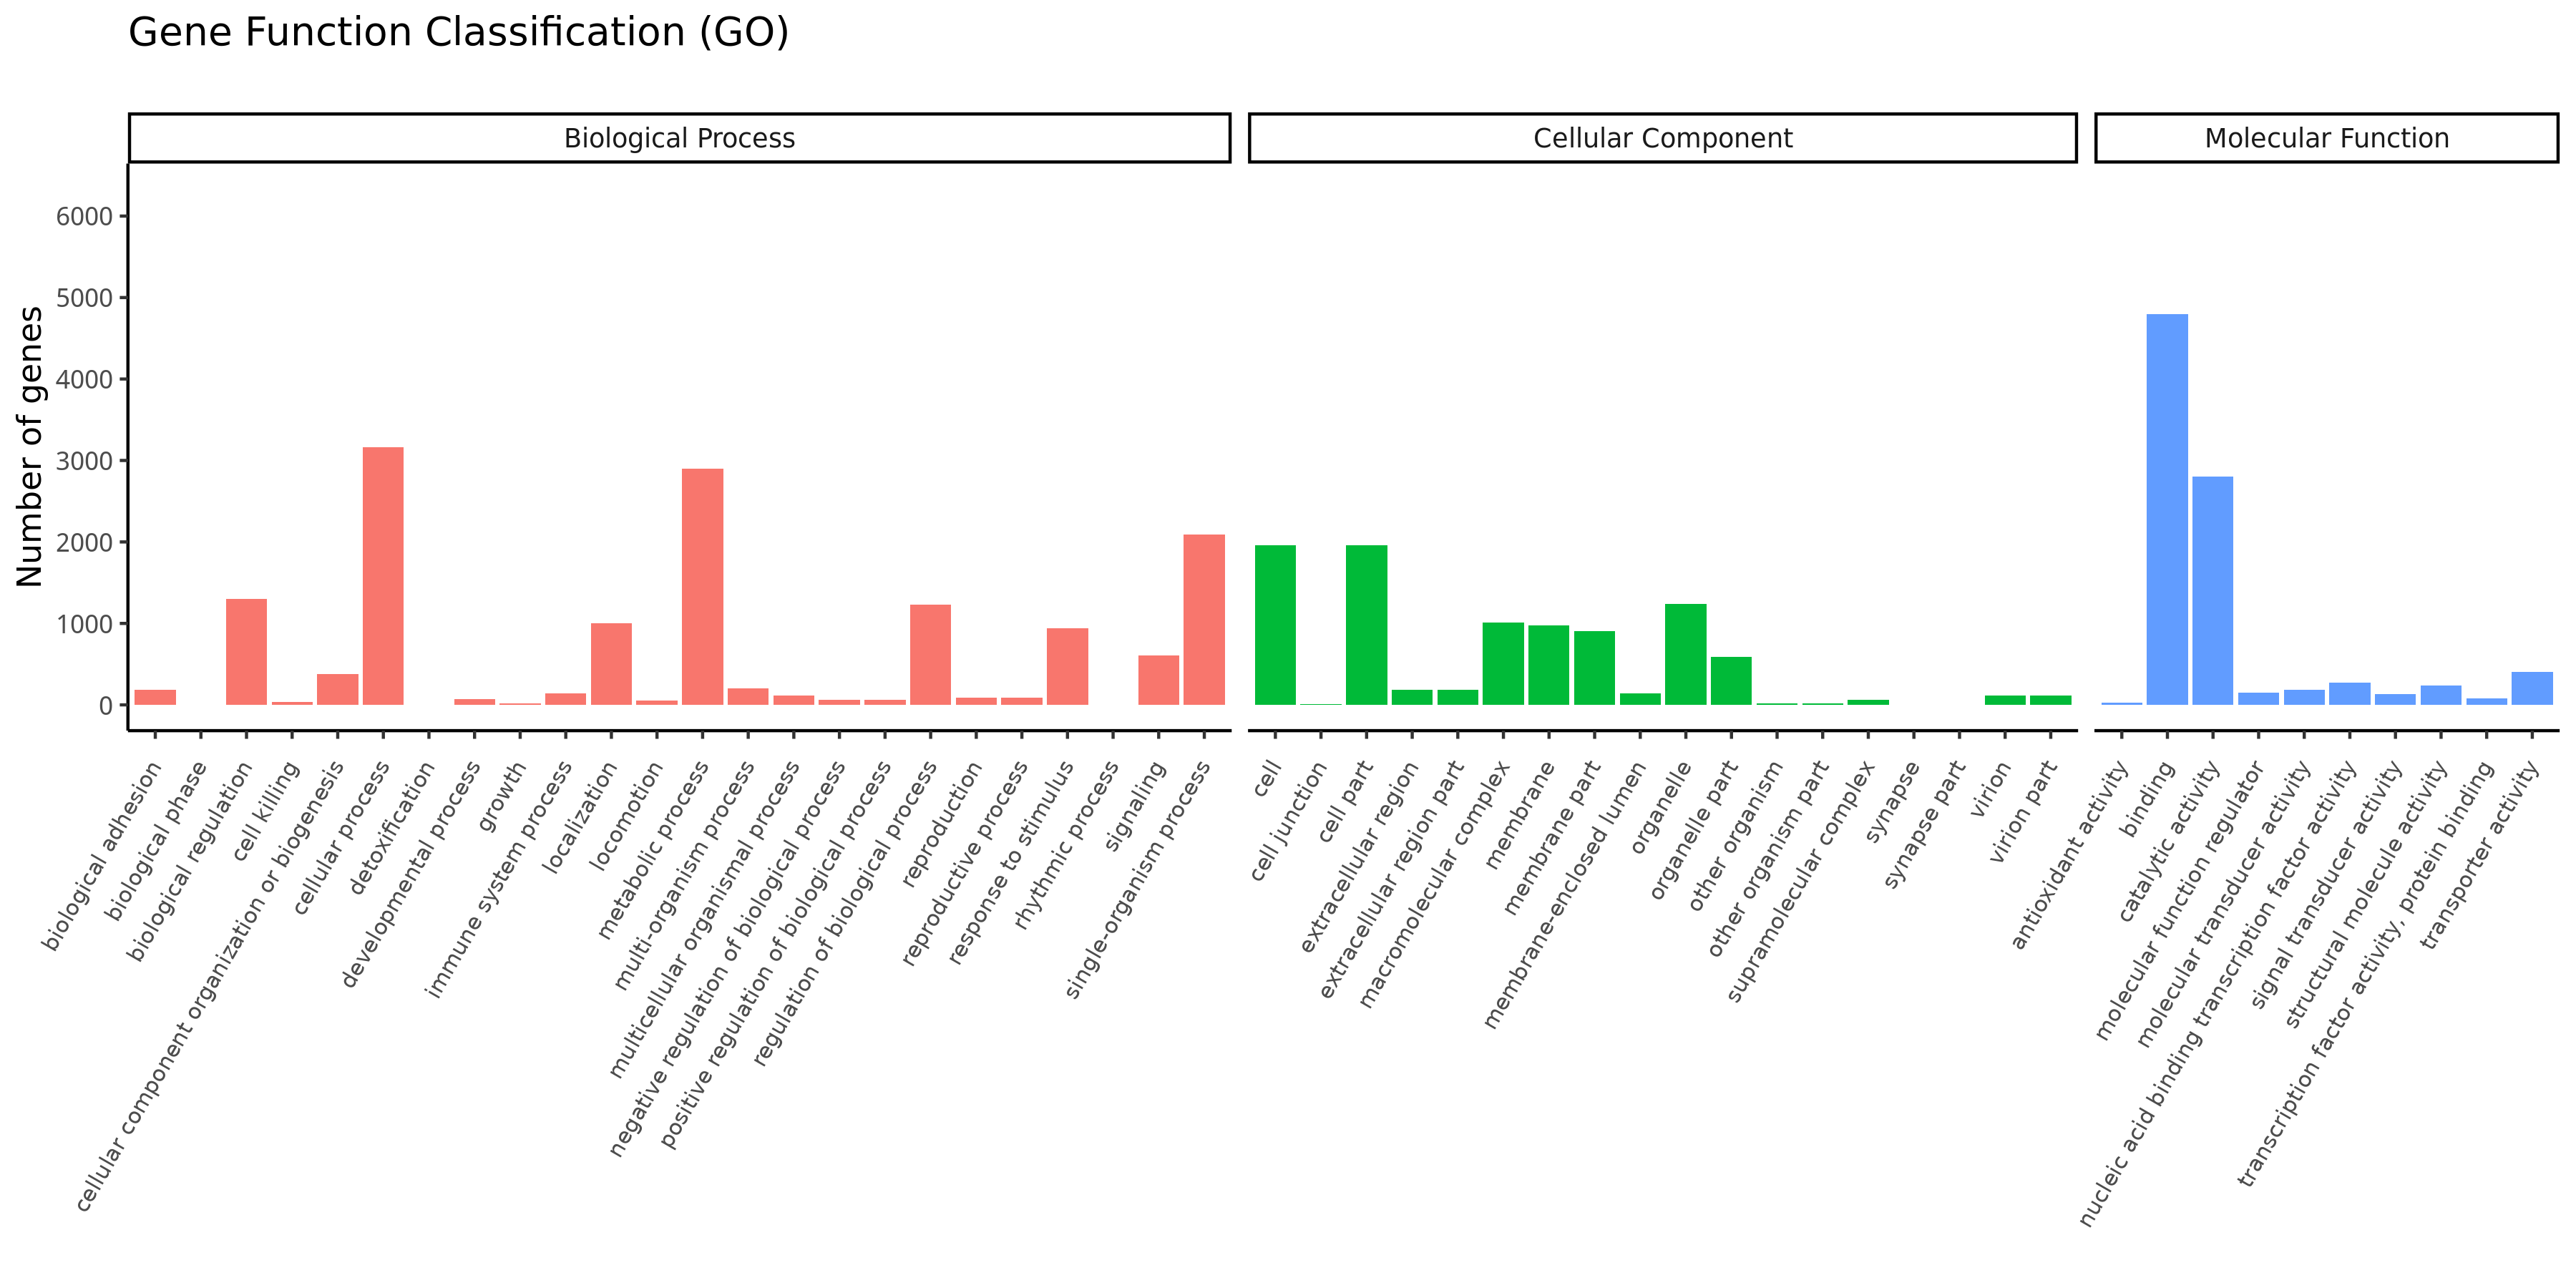 Gene Function Classification (GO)
Biological Process
Cellular Component
Molecular Function
Number of genes
6000
5000
4000
3000
2000
1000
0
biological adhesion
biological phase
biological regulation
cell killing
cellular component organization or biogenesis
cellular process
detoxification
developmental process
growth
immune system process
localization
locomotion
metabolic process
multi-organism process
multicellular organismal process
negative regulation of biological process
positive regulation of biological process
regulation of biological process
reproduction
reproductive process
response to stimulus
rhythmic process
signaling
single-organism process
cell
cell junction
cell part
extracellular region
extracellular region part
macromolecular complex
membrane
membrane part
membrane-enclosed lumen
organelle
organelle part
other organism
other organism part
supramolecular complex
synapse
synapse part
virion
virion part
antioxidant activity
binding
catalytic activity
molecular function regulator
molecular transducer activity
nucleic acid binding transcription factor activity
signal transducer activity
structural molecule activity
transcription factor activity, protein binding
transporter activity